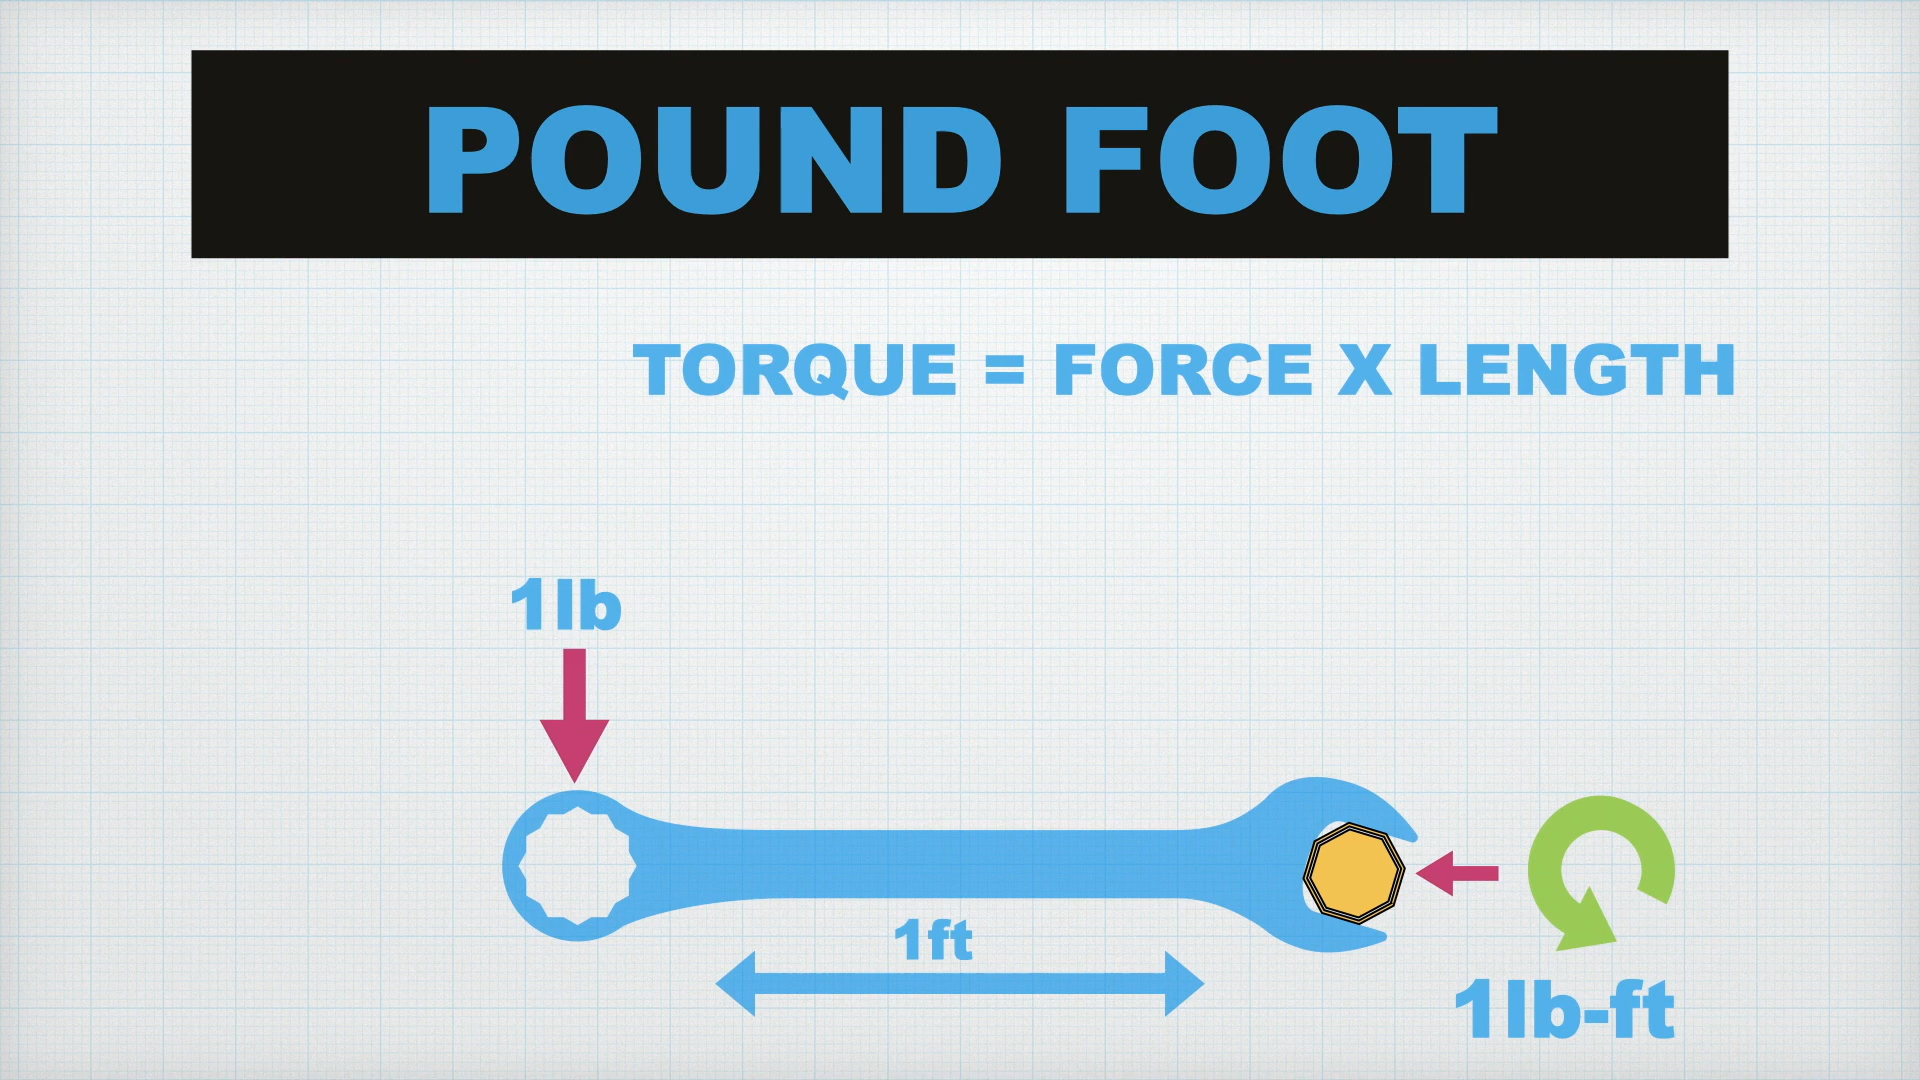 POUND FOOT
TORQUE = FORCE X LENGTH
1lb
1ft
1lb-ft